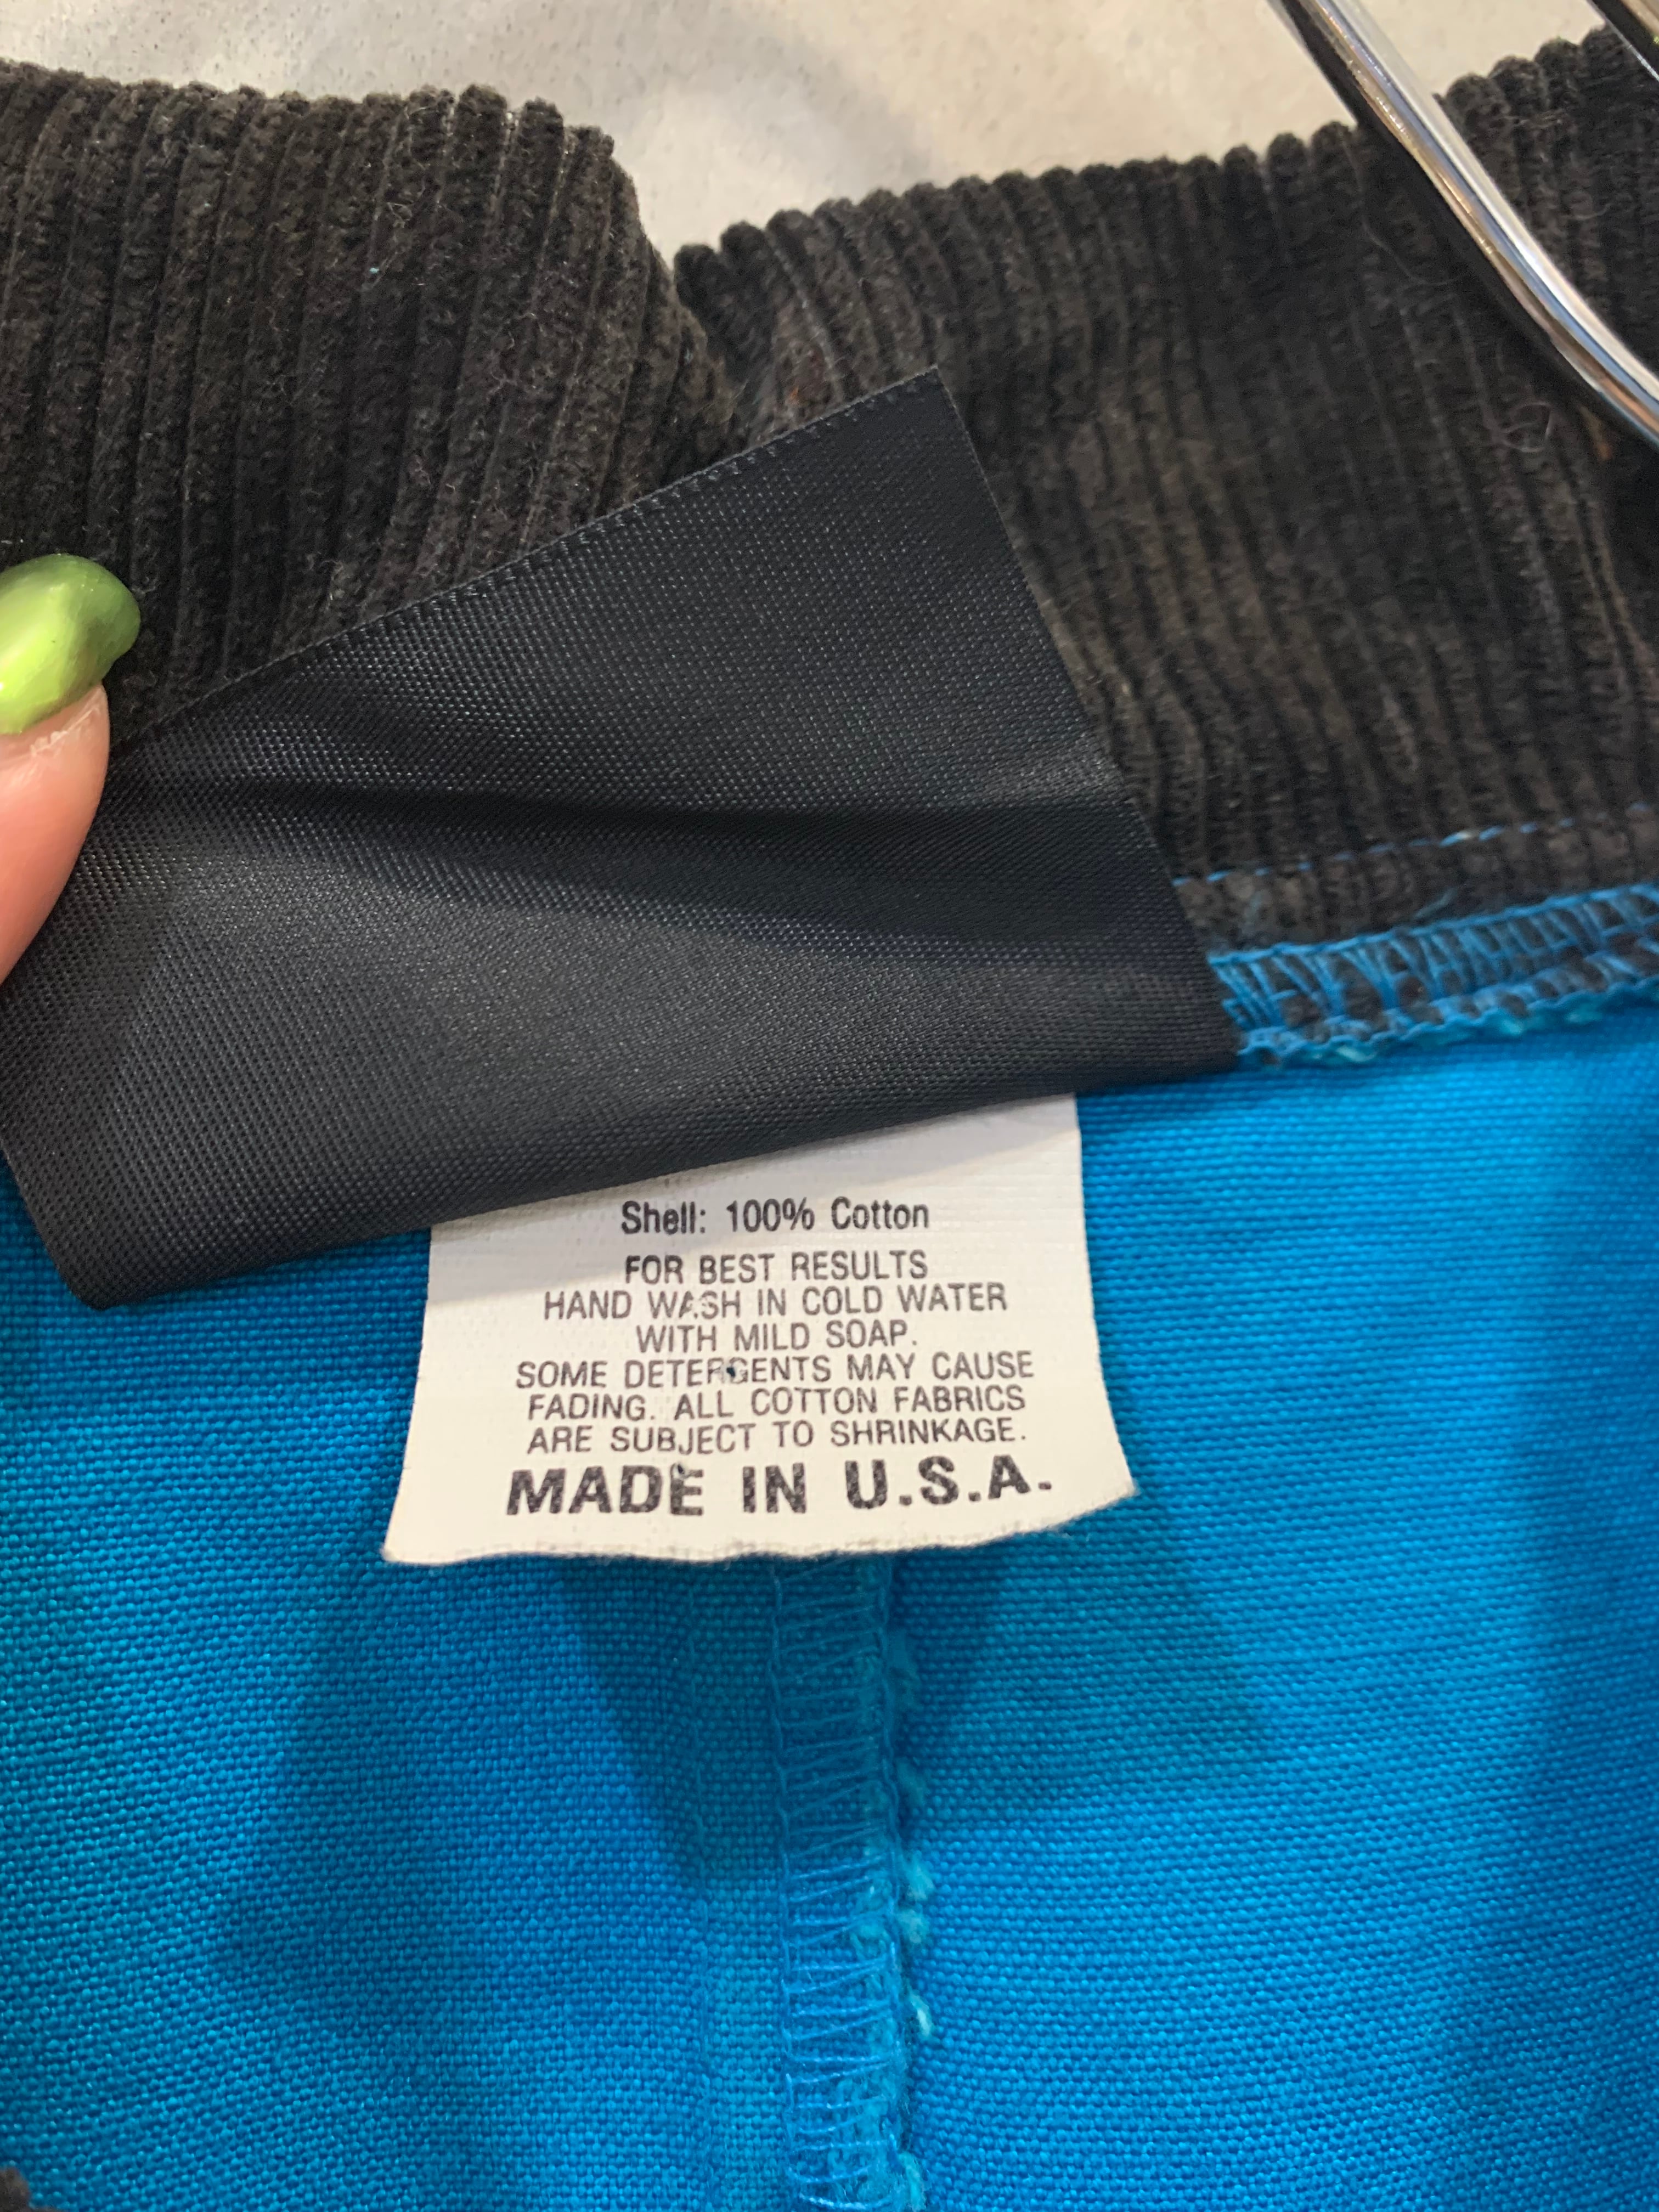 Shell: 100% Cotton
FOR BEST RESULTS
HAND WASH IN COLD WATER
WITH MILD SOAP.
SOME DETERGENTS MAY CAUSE
FADING. ALL COTTON FABRICS
ARE SUBJECT TO SHRINKAGE.
MADE IN U.S.A.